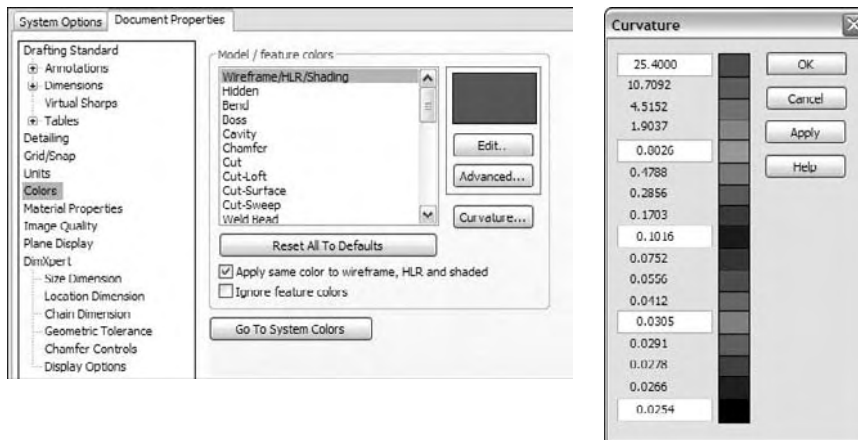 System Options
Document Properties
Drafting Standard
Annotations
Dimensions
Virtual Sharps
Tables
Detailing
Grid/Snap
Units
Colors
Material Properties
Image Quality
Plane Display
DimXpert
Size Dimension
Location Dimension
Chain Dimension
Geometric Tolerance
Chamfer Controls
Display Options
Model / feature colors
Wireframe/HLR/Shading
Hidden
Bend
Boss
Cavity
Chamfer
Cut
Cut-Loft
Cut-Surface
Cut-Sweep
Weld Bead
Edit..
Advanced...
Curvature...
Reset All To Defaults
Apply same color to wireframe, HLR and shaded
Ignore feature colors
Go To System Colors
Curvature
25.4000
10.7092
4.5152
1.9037
0.8026
0.4788
0.2856
0.1703
0.1016
0.0752
0.0556
0.0412
0.0305
0.0291
0.0278
0.0266
0.0254
OK
Cancel
Apply
Help